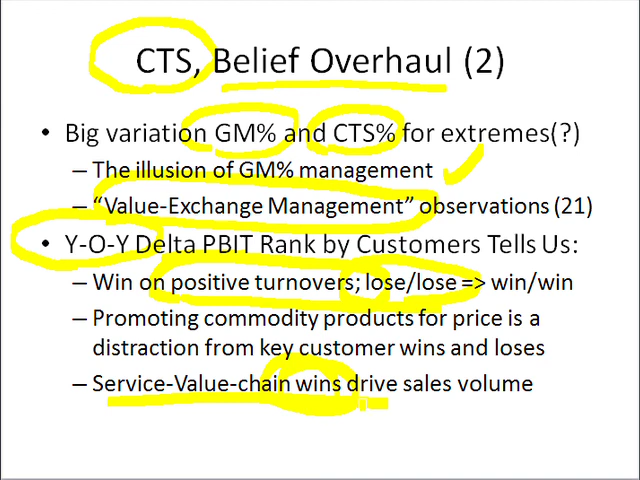 CTS, Belief Overhaul (2)
• Big variation GM% and CTS% for extremes(?)
– The illusion of GM% management
– “Value-Exchange Management” observations (21)
• Y-O-Y Delta PBIT Rank by Customers Tells Us:
– Win on positive turnovers; lose/lose => win/win
– Promoting commodity products for price is a
distraction from key customer wins and loses
– Service-Value-chain wins drive sales volume